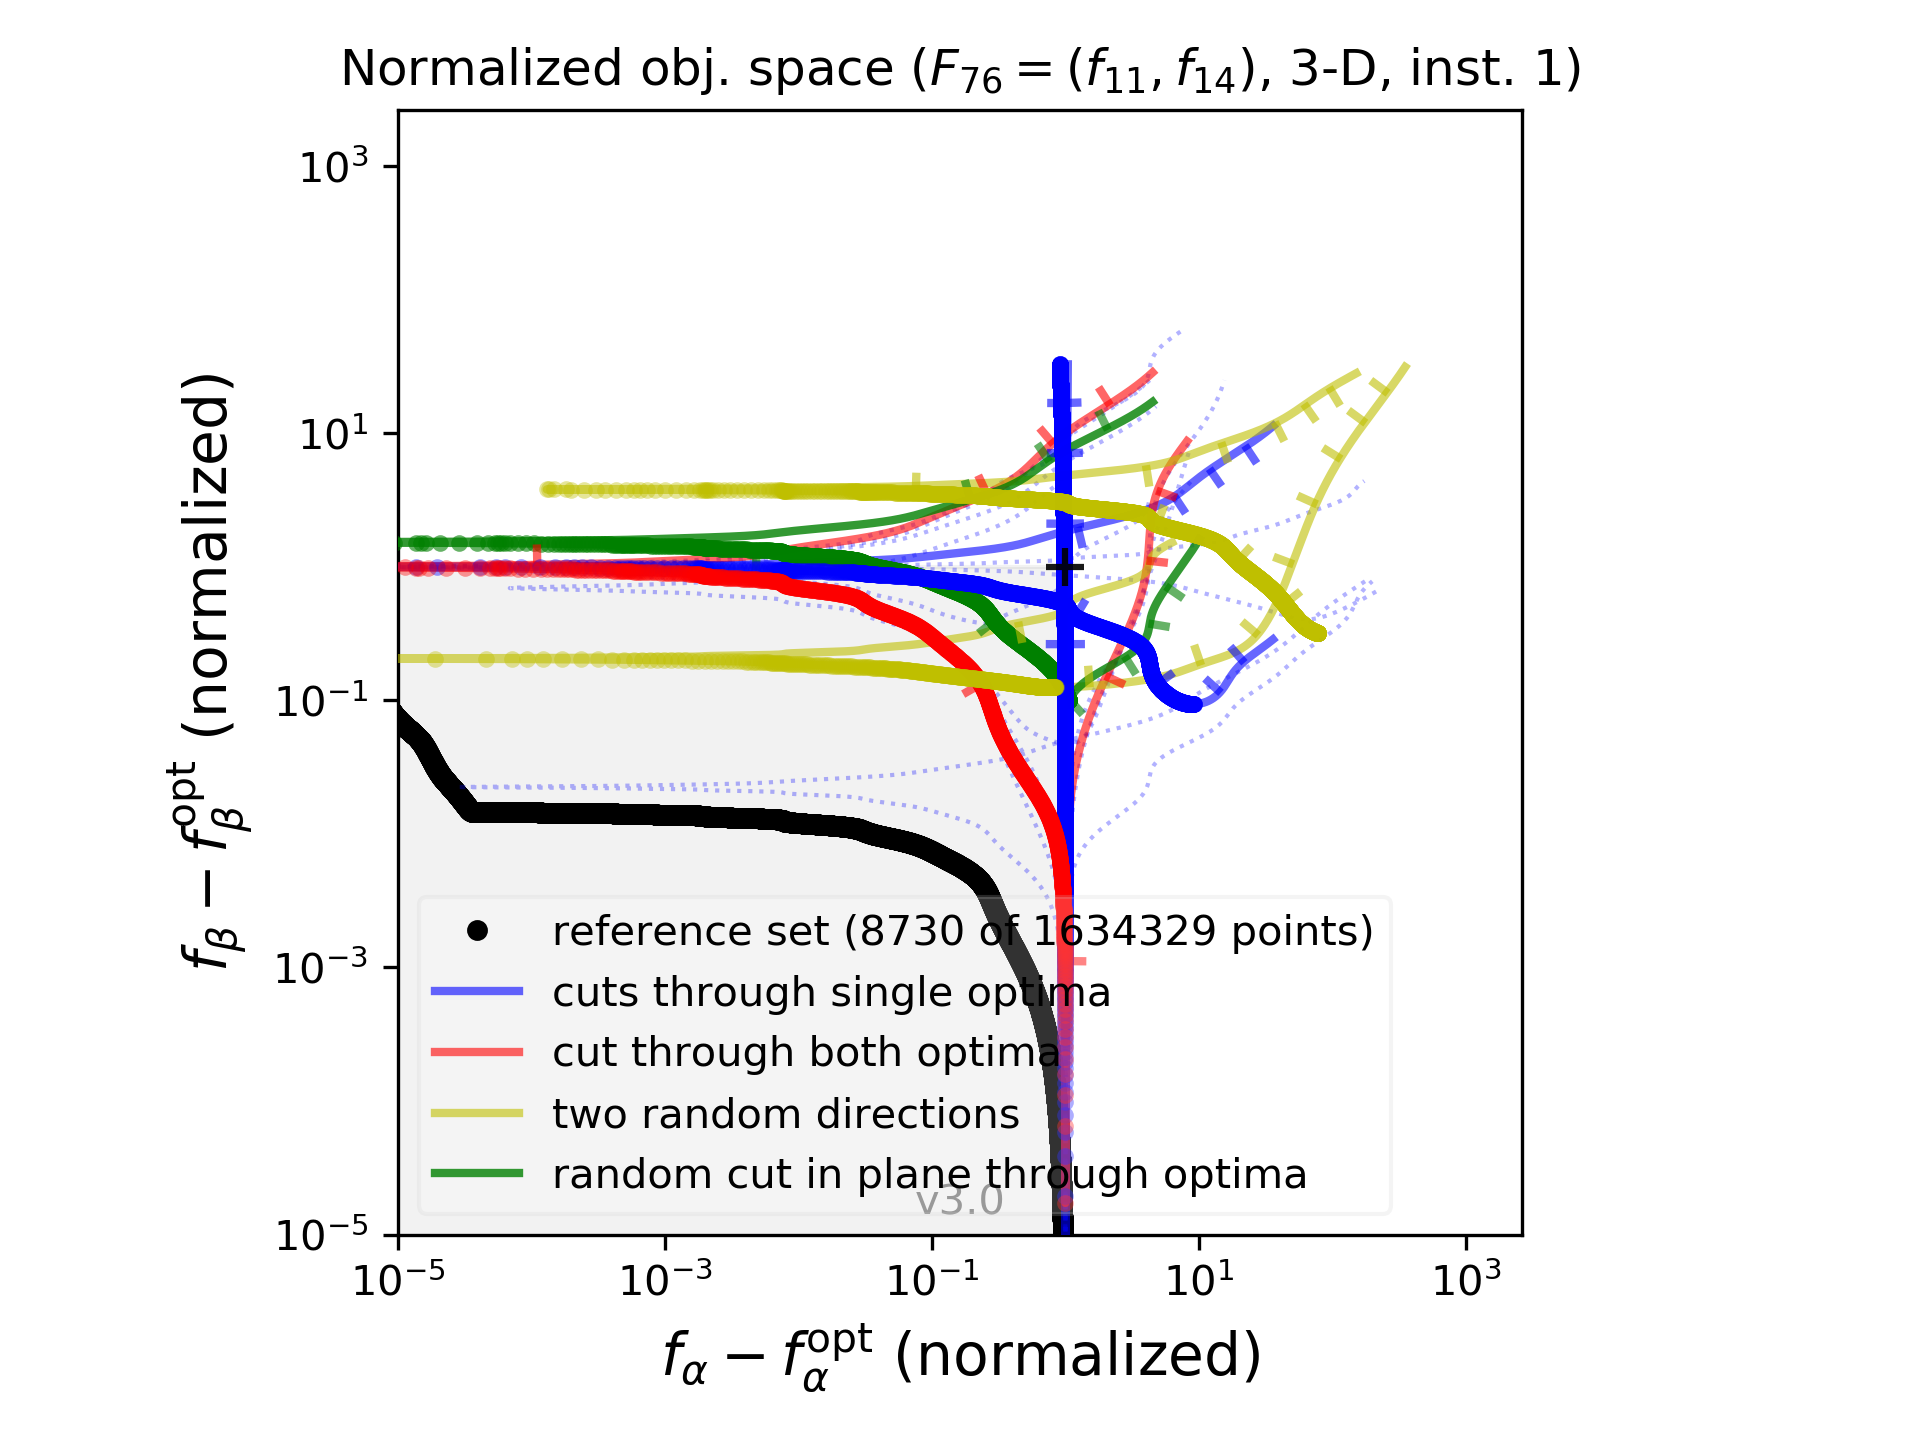 Normalized obj. space (F₇₆ = (f₁₁, f₁₄), 3-D, inst. 1)
10³
10¹
10⁻¹
10⁻³
10⁻⁵
f_β − f_β^opt (normalized)
reference set (8730 of 1634329 points)
cuts through single optima
cut through both optima
two random directions
random cut in plane through optima
v3.0
10⁻⁵ 10⁻³ 10⁻¹ 10¹ 10³
f_α − f_α^opt (normalized)